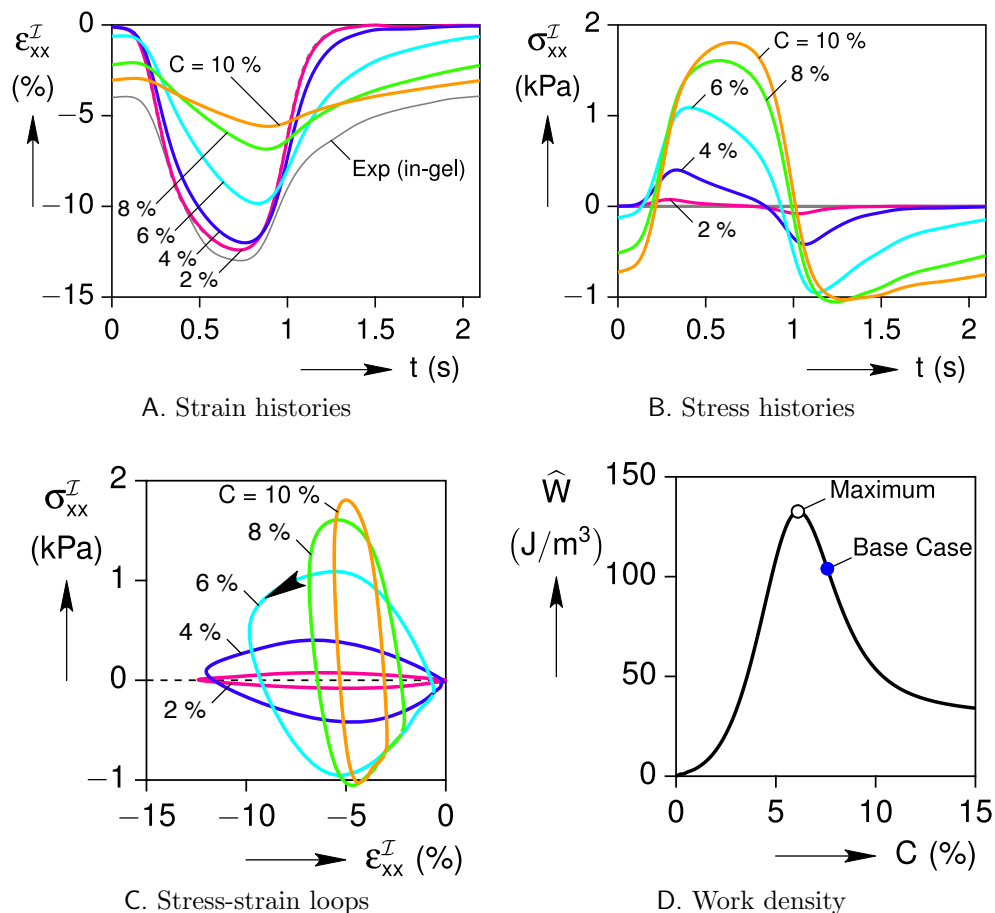 ε^ℐ_xx
(%)
0
−5
−10
−15
C = 10 %
Exp (in-gel)
8 %
6 %
4 %
2 %
0 0.5 1 1.5 2
t (s)
A. Strain histories
σ^ℐ_xx
(kPa)
2
1
0
−1
C = 10 %
8 %
6 %
4 %
2 %
0 0.5 1 1.5 2
t (s)
B. Stress histories
σ^ℐ_xx
(kPa)
2
1
0
−1
C = 10 %
8 %
6 %
4 %
2 %
−15 −10 −5 0
ε^ℐ_xx (%)
C. Stress-strain loops
Ŵ
(J/m³)
150
100
50
0
Maximum
Base Case
0 5 10 15
C (%)
D. Work density